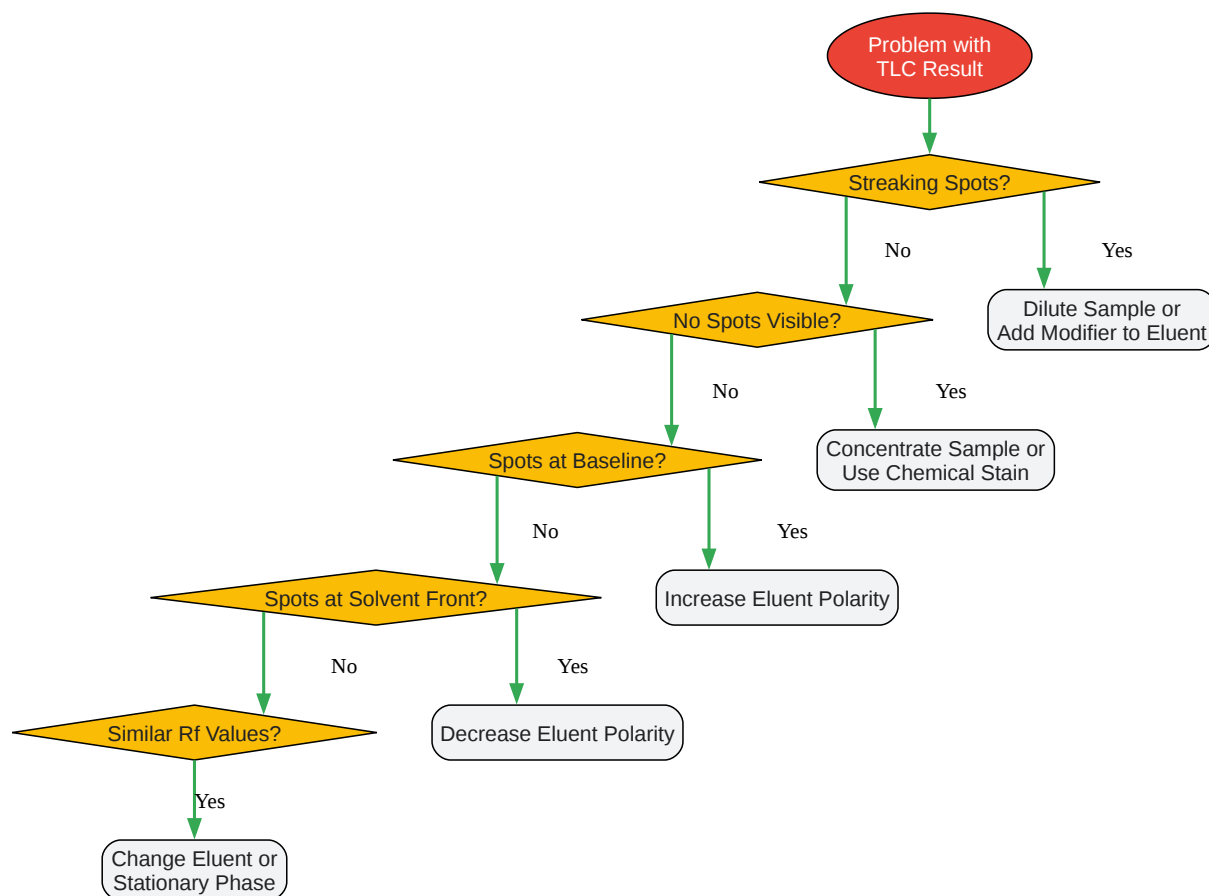 Problem with
TLC Result
Streaking Spots?
No
Yes
No Spots Visible?
Dilute Sample or
Add Modifier to Eluent
No
Yes
Spots at Baseline?
Concentrate Sample or
Use Chemical Stain
No
Yes
Spots at Solvent Front?
Increase Eluent Polarity
No
Yes
Similar Rf Values?
Decrease Eluent Polarity
Yes
Change Eluent or
Stationary Phase